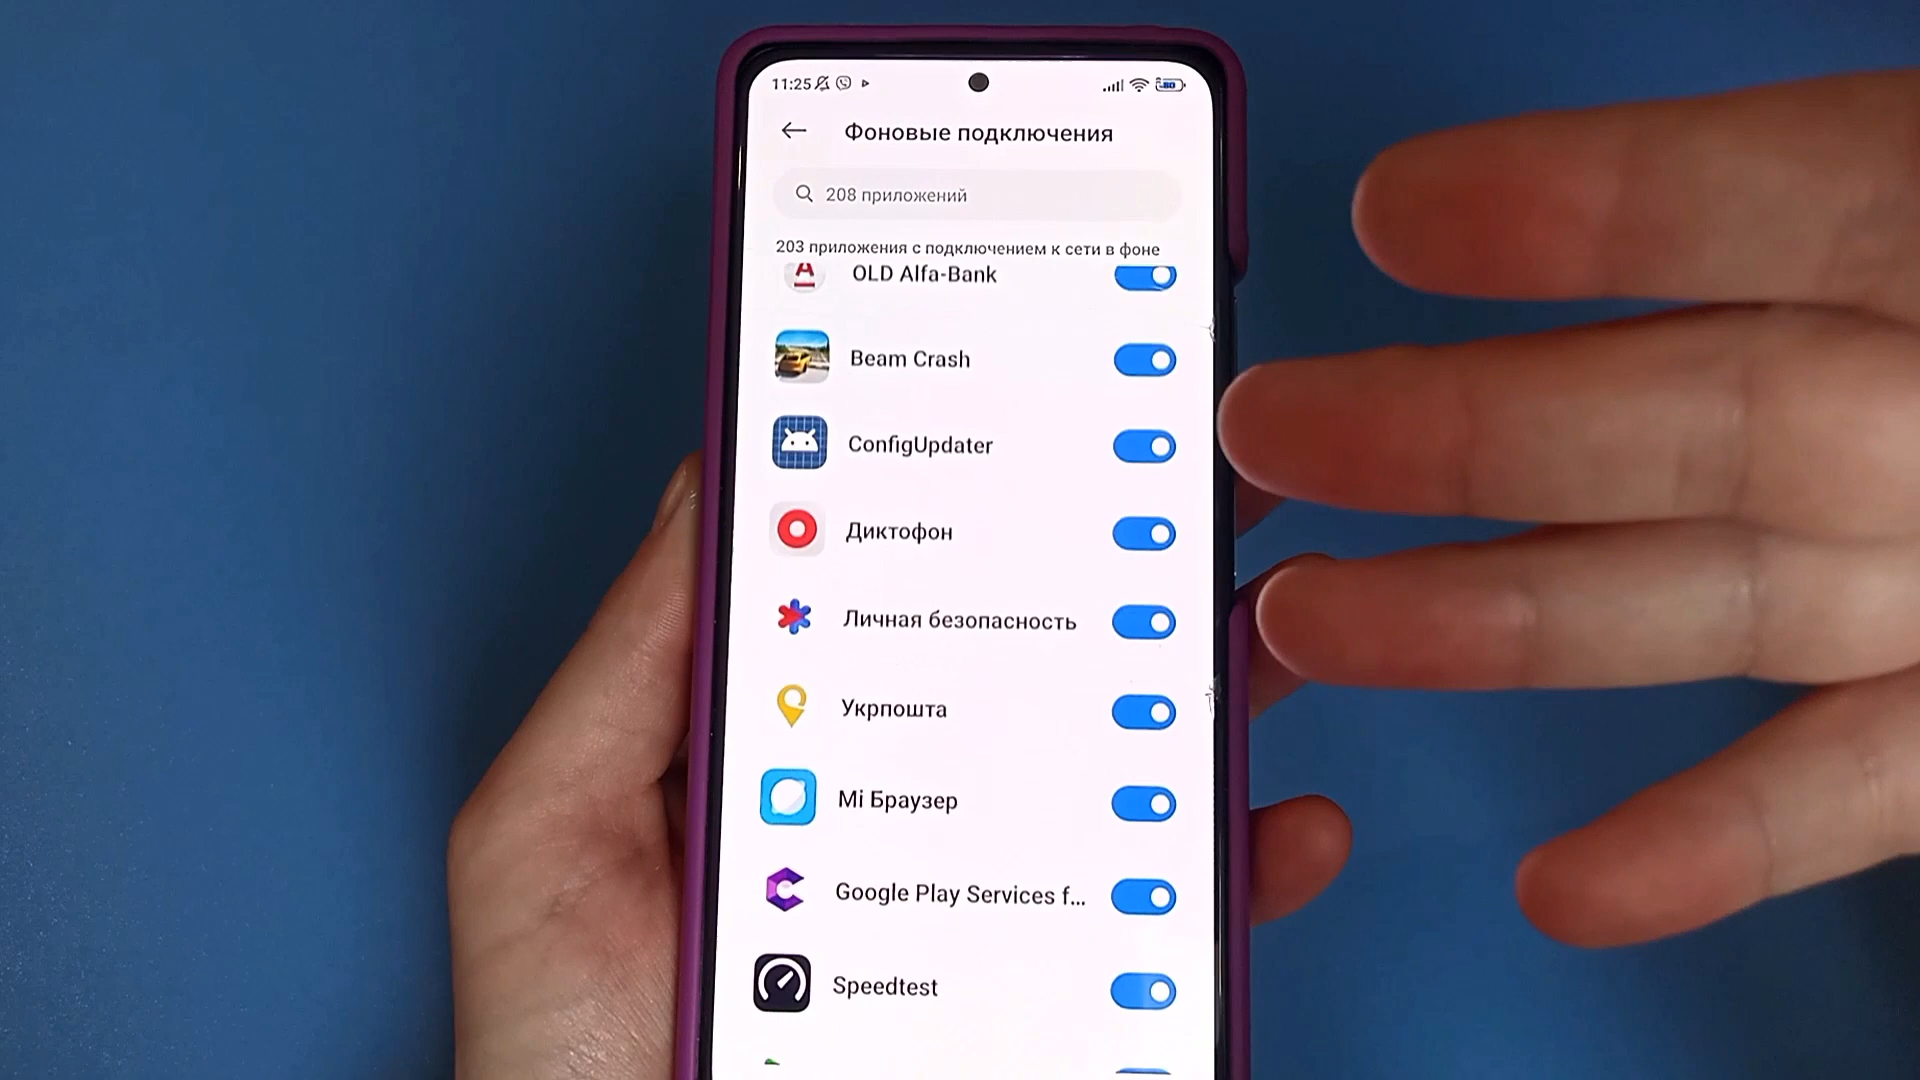 11:25
80
Фоновые подключения
208 приложений
203 приложения с подключением к сети в фоне
OLD Alfa-Bank
Beam Crash
ConfigUpdater
Диктофон
Личная безопасность
Укрпошта
Mi Браузер
Google Play Services f...
Speedtest